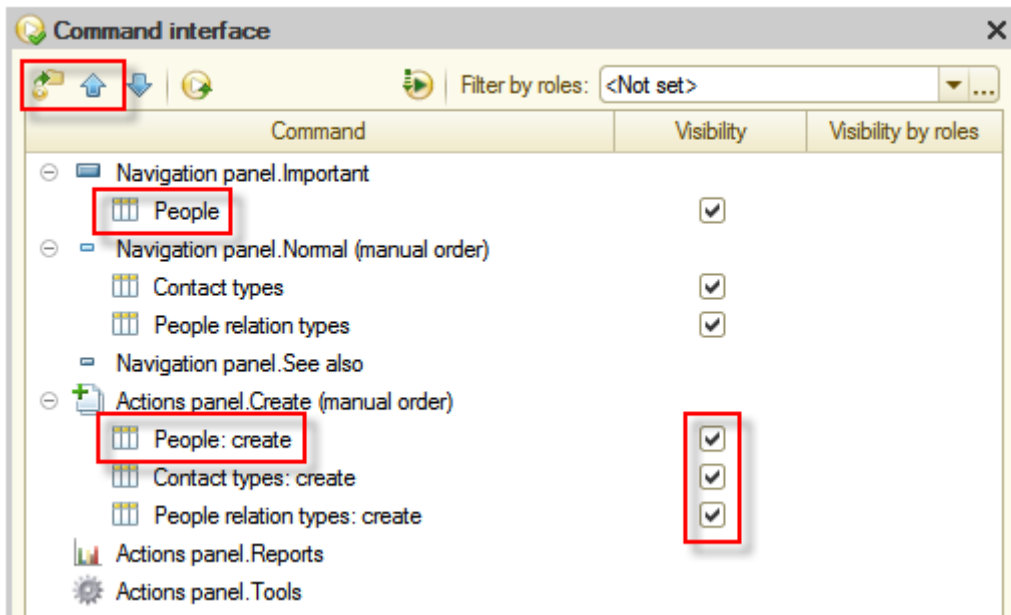 Command interface
Filter by roles: <Not set>
Command Visibility Visibility by roles
Navigation panel.Important
People
Navigation panel.Normal (manual order)
Contact types
People relation types
Navigation panel.See also
Actions panel.Create (manual order)
People: create
Contact types: create
People relation types: create
Actions panel.Reports
Actions panel.Tools